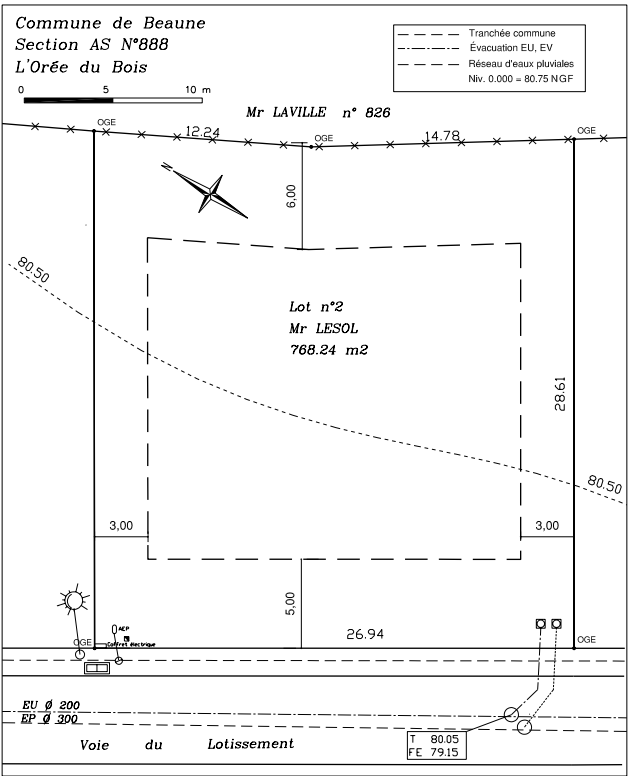 Commune de Beaune
Section AS N°888
L'Orée du Bois
0 5 10 m
Tranchée commune
Évacuation EU, EV
Réseau d'eaux pluviales
Niv. 0.000 = 80.75 NGF
Mr LAVILLE n° 826
OGE
12.24
OGE
14.78
OGE
N
6,00
80.50
Lot n°2
Mr LESOL
768.24 m2
28.61
80.50
3,00
3,00
5,00
AEP
Coffret électrique
OGE
26.94
OGE
EU Ø 200
EP Ø 300
Voie du Lotissement
T 80.05
FE 79.15